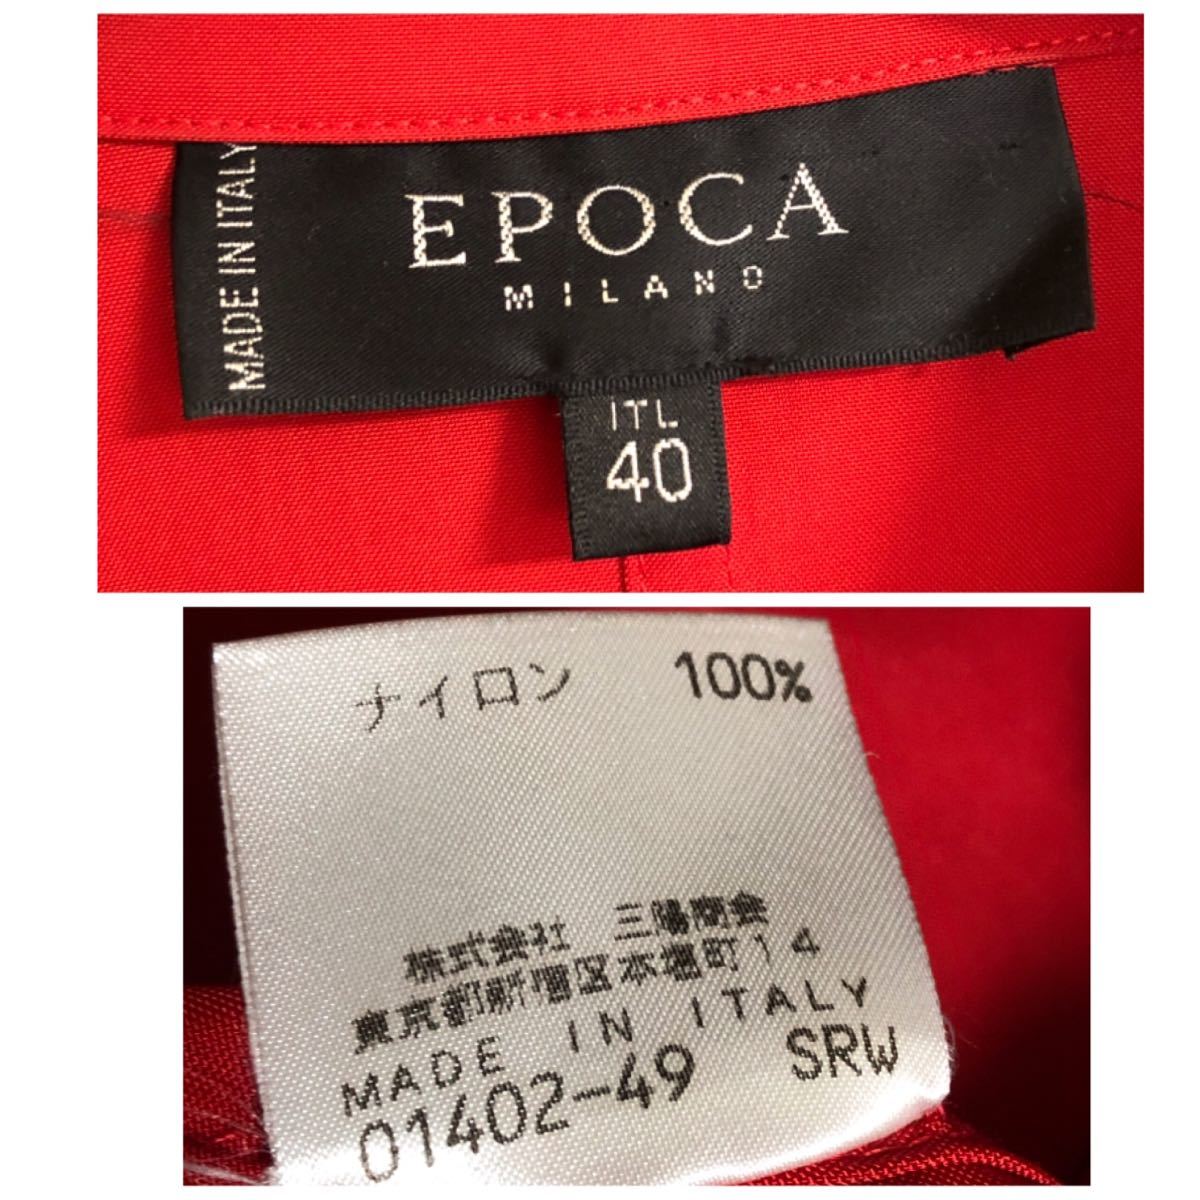 MADE IN ITALY
EPOCA
MILANO
ITL
40
ナイロン 100%
株式会社 三陽商会
東京都新宿区本塩町14
MADE IN ITALY
01402-49 SRW